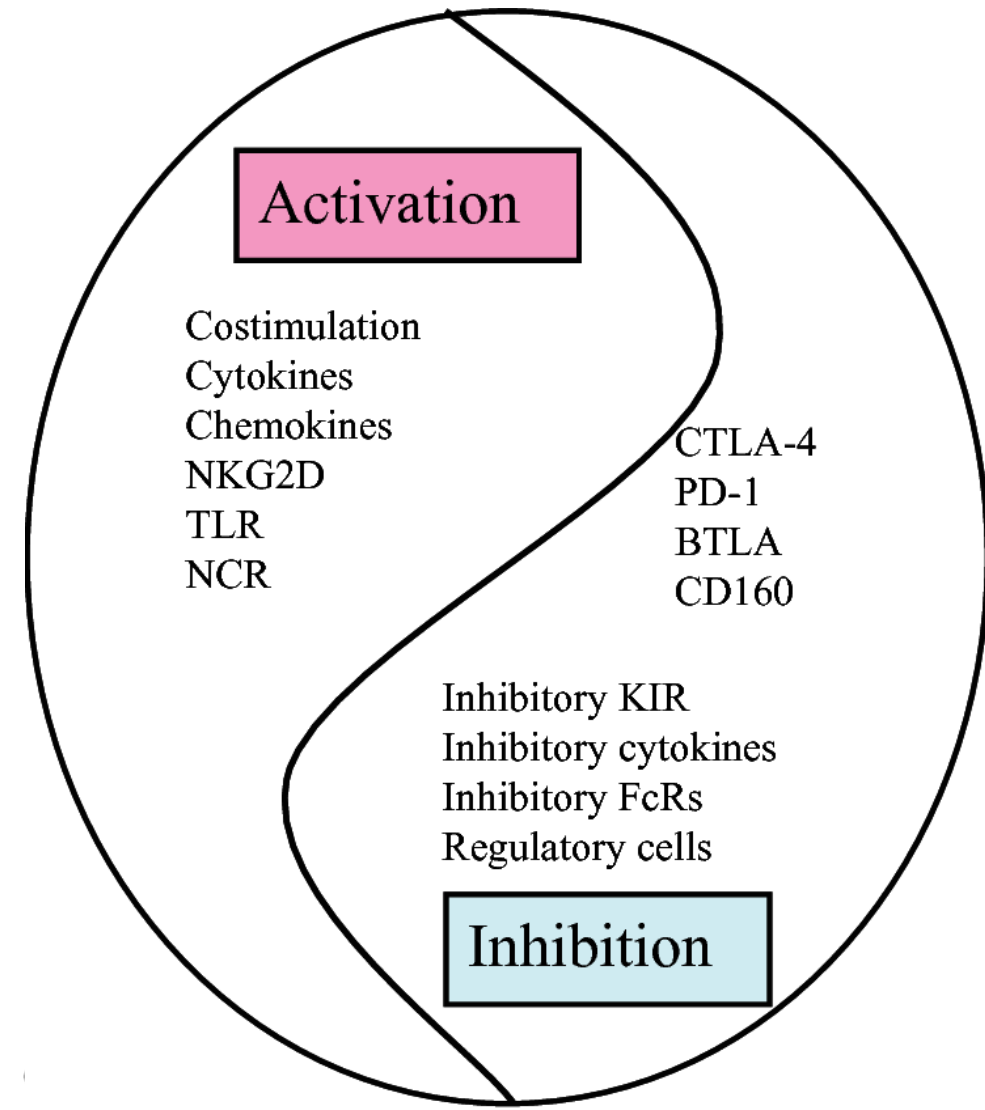 Activation
Costimulation
Cytokines
Chemokines
NKG2D
TLR
NCR
CTLA-4
PD-1
BTLA
CD160
Inhibitory KIR
Inhibitory cytokines
Inhibitory FcRs
Regulatory cells
Inhibition